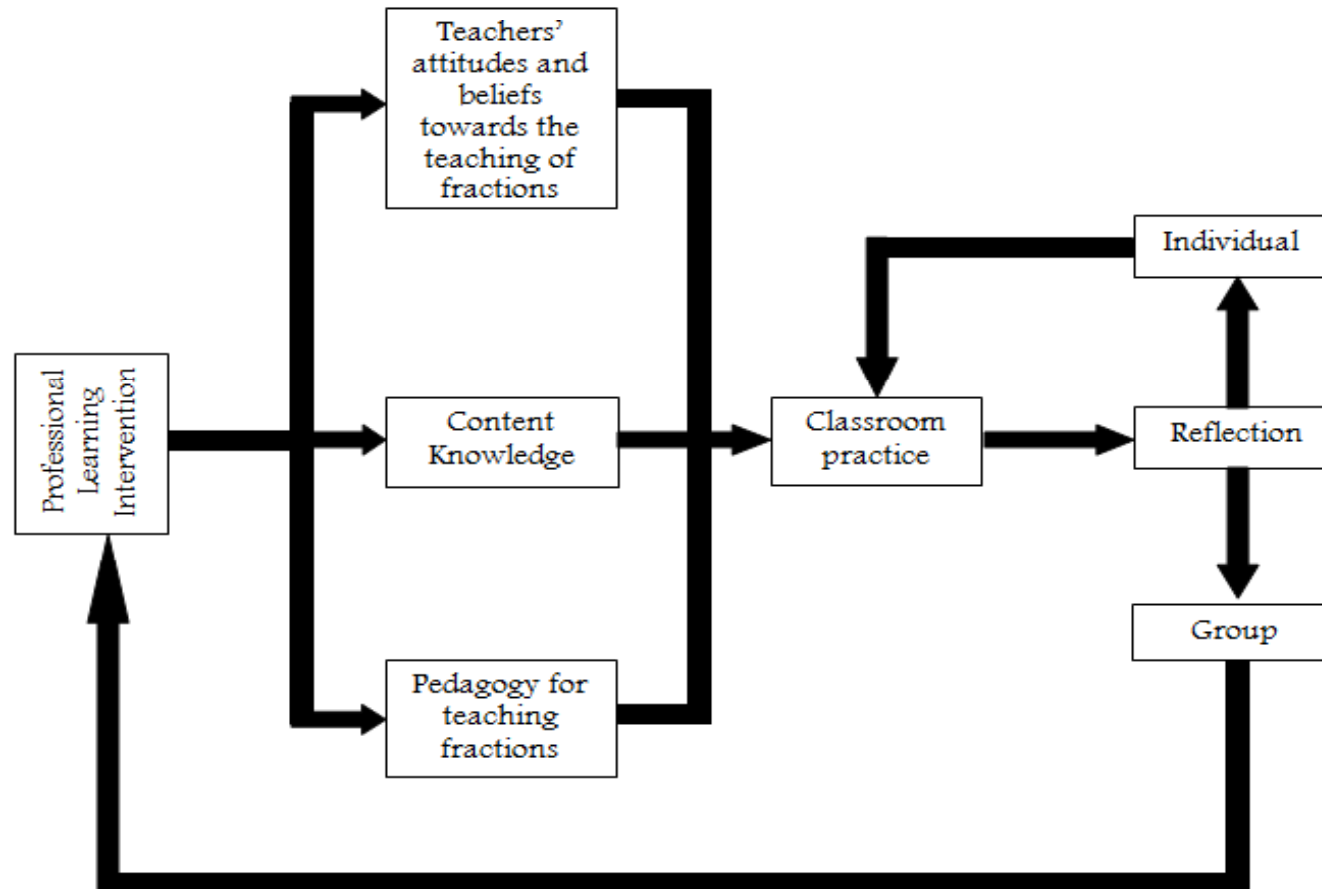 Teachers’
attitudes and
beliefs
towards the
teaching of
fractions
Individual
Professional
Learning
Intervention
Content
Knowledge
Classroom
practice
Reflection
Group
Pedagogy for
teaching
fractions